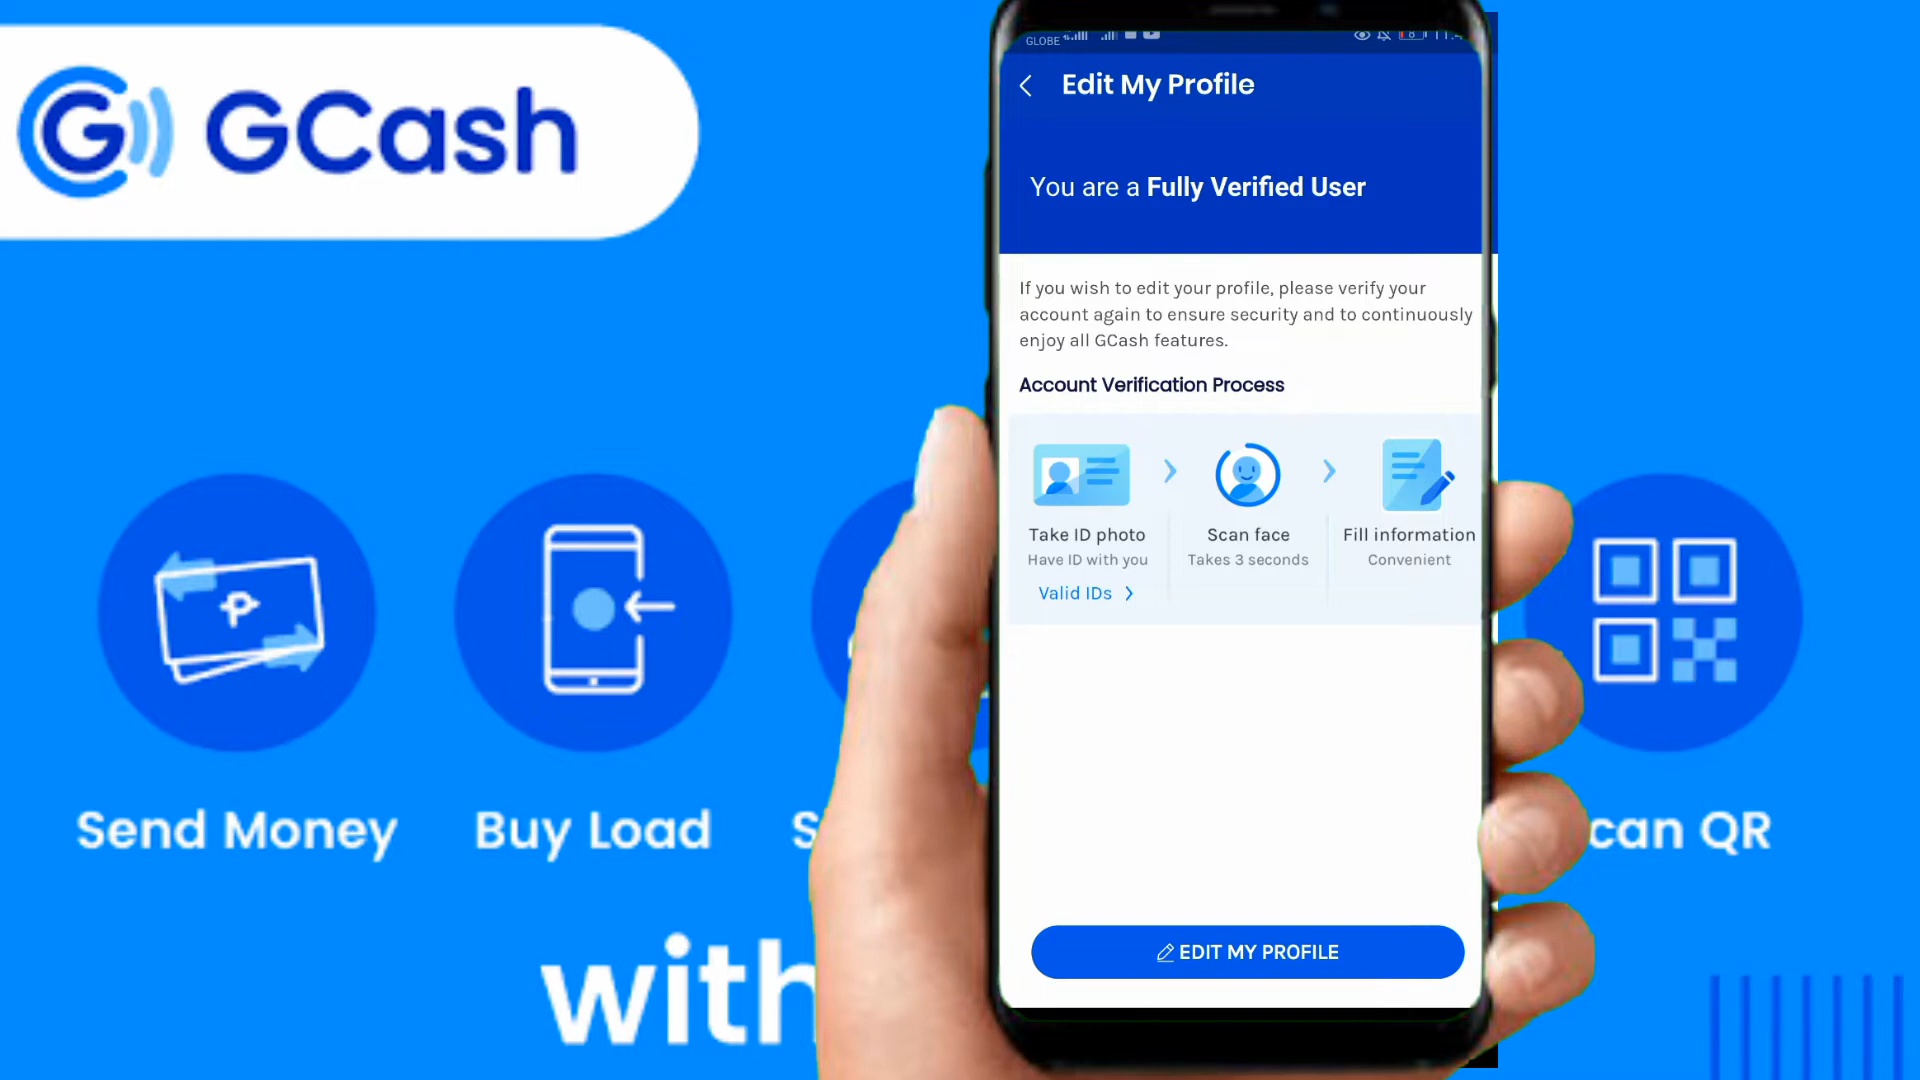 GCash
GLOBE
Edit My Profile
You are a Fully Verified User
If you wish to edit your profile, please verify your
account again to ensure security and to continuously
enjoy all GCash features.
Account Verification Process
Take ID photo
Have ID with you
Valid IDs
Scan face
Takes 3 seconds
Fill information
Convenient
EDIT MY PROFILE
Send Money
Buy Load
can QR
with